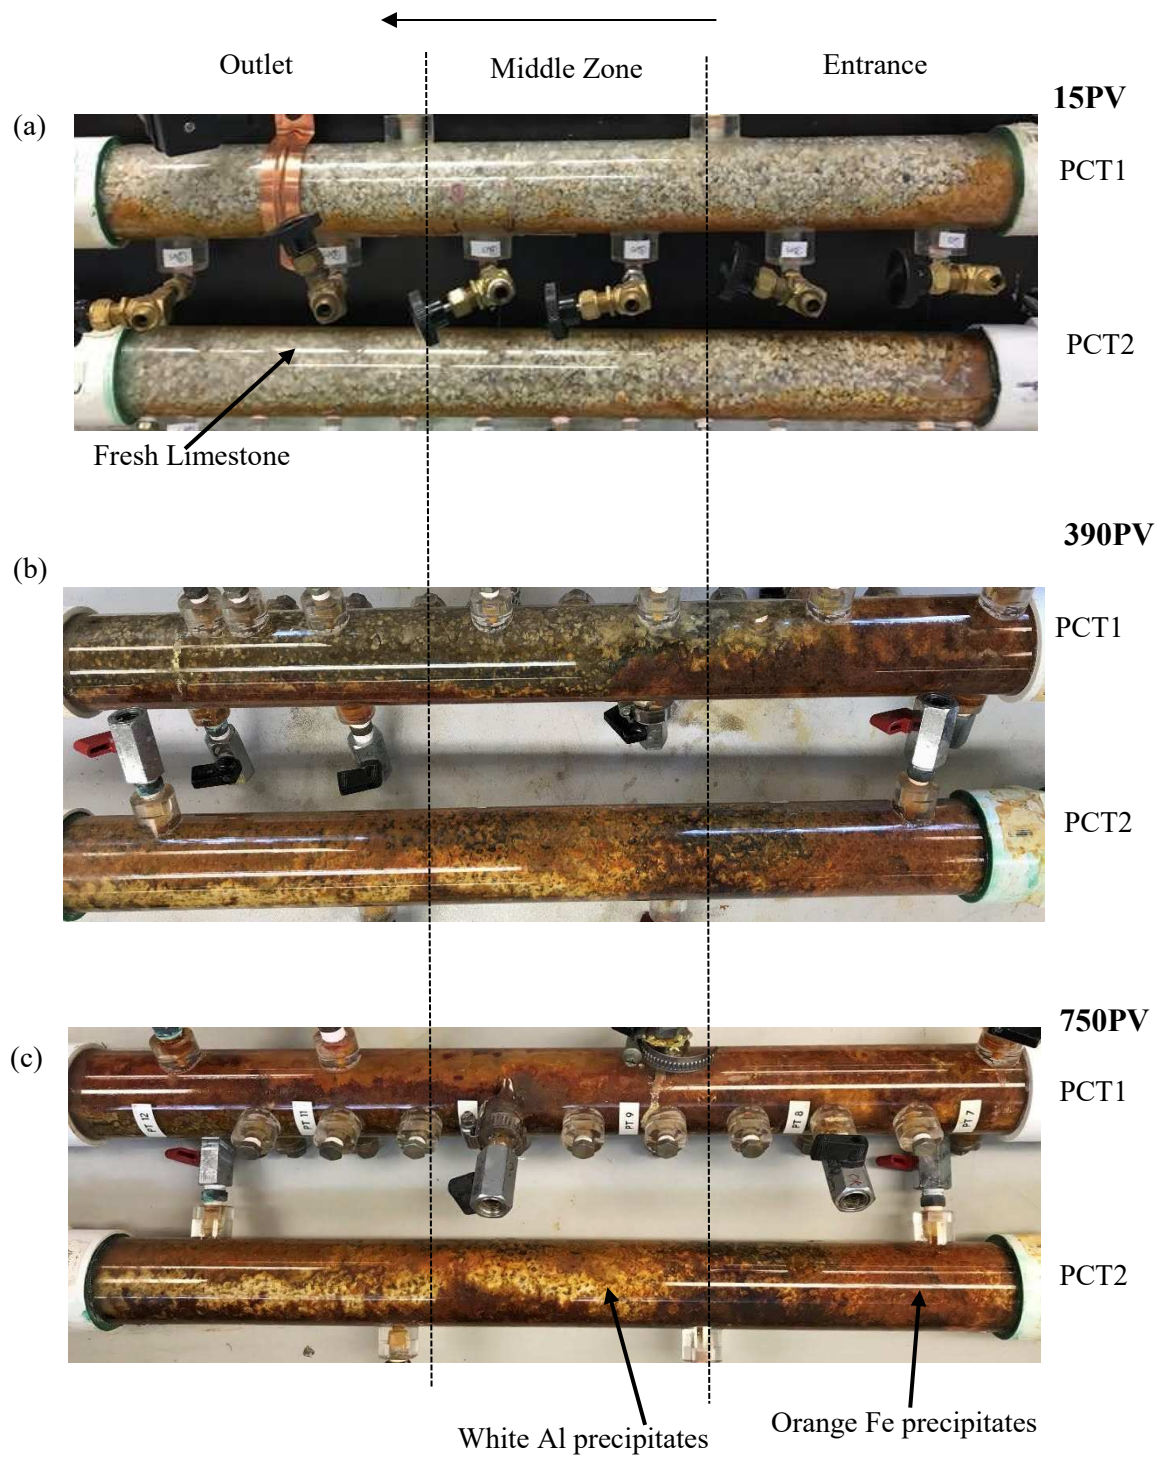 Outlet
Middle Zone
Entrance
15PV
(a)
PCT1
PCT2
Fresh Limestone
390PV
(b)
PCT1
PCT2
750PV
(c)
PCT1
PT 12
PT 11
PT 9
PT 8
PT 7
PCT2
White Al precipitates
Orange Fe precipitates